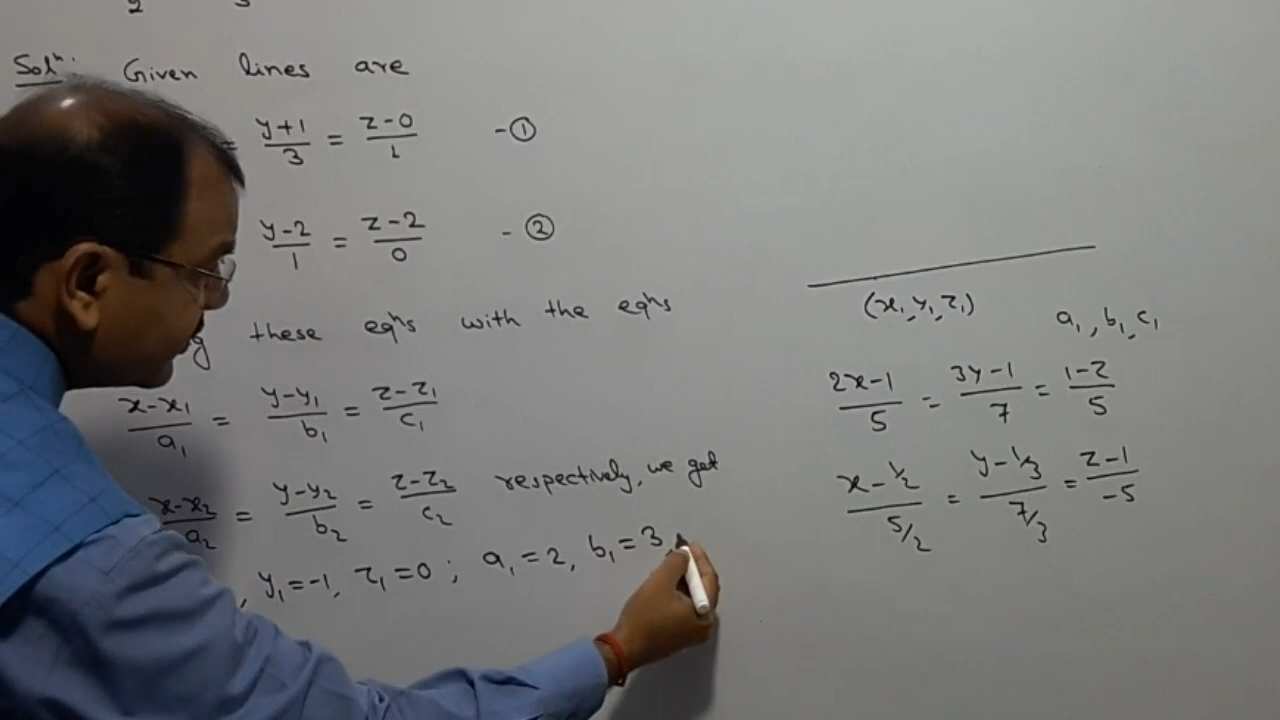 2 3
Solⁿ: Given lines are
= y+1/3 = z-0/1 -①
y-2/1 = z-2/0 -②
g these eqⁿs with the eqⁿs
x-x₁/a₁ = y-y₁/b₁ = z-z₁/c₁
x-x₂/a₂ = y-y₂/b₂ = z-z₂/c₂ respectively, we get
, y₁=-1, z₁=0 ; a₁=2, b₁=3,
(x₁, y₁, z₁)
a₁, b₁, c₁
2x-1/5 = 3y-1/7 = 1-z/5
x-1/2/5/2 = y-1/3/7/3 = z-1/-5